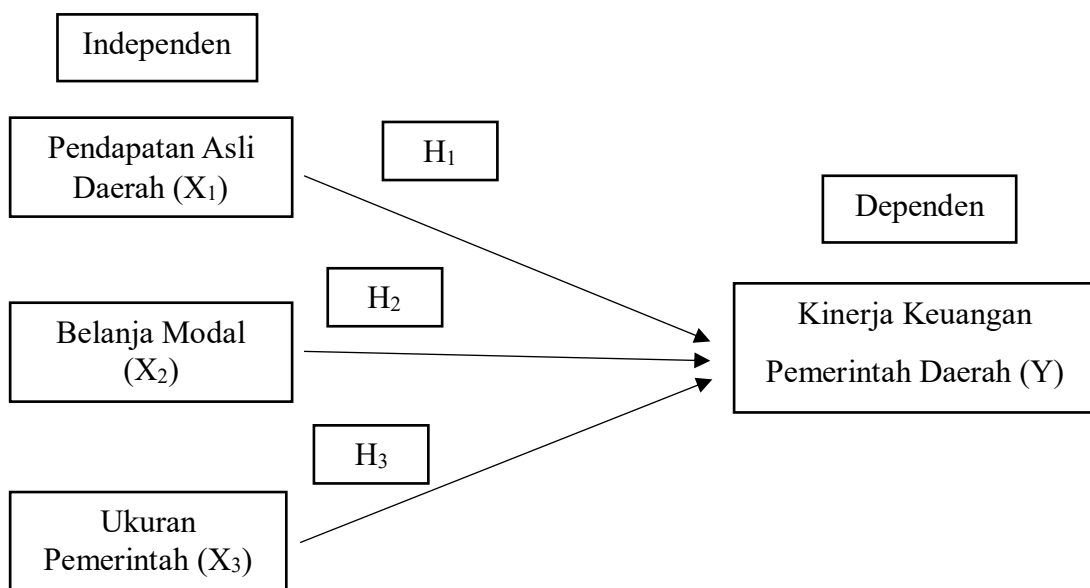 Independen
Pendapatan Asli
Daerah (X₁)
H₁
Dependen
H₂
Belanja Modal
(X₂)
Kinerja Keuangan
Pemerintah Daerah (Y)
H₃
Ukuran
Pemerintah (X₃)